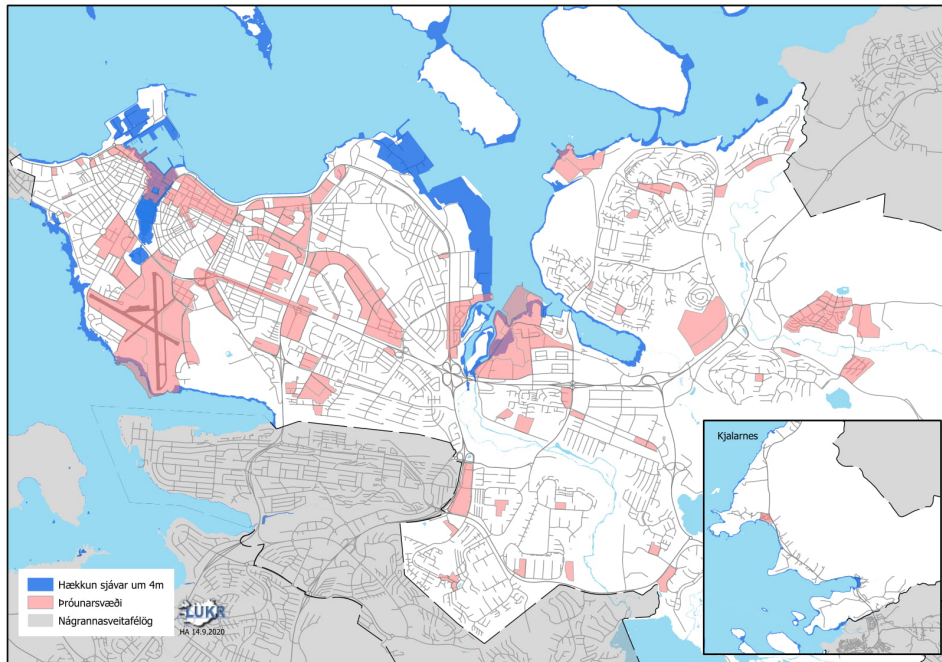 Kjalarnes
Hækkun sjávar um 4m
Þróunarsvæði
Nágrannasveitafélög
LUKR
HA 14.9.2020